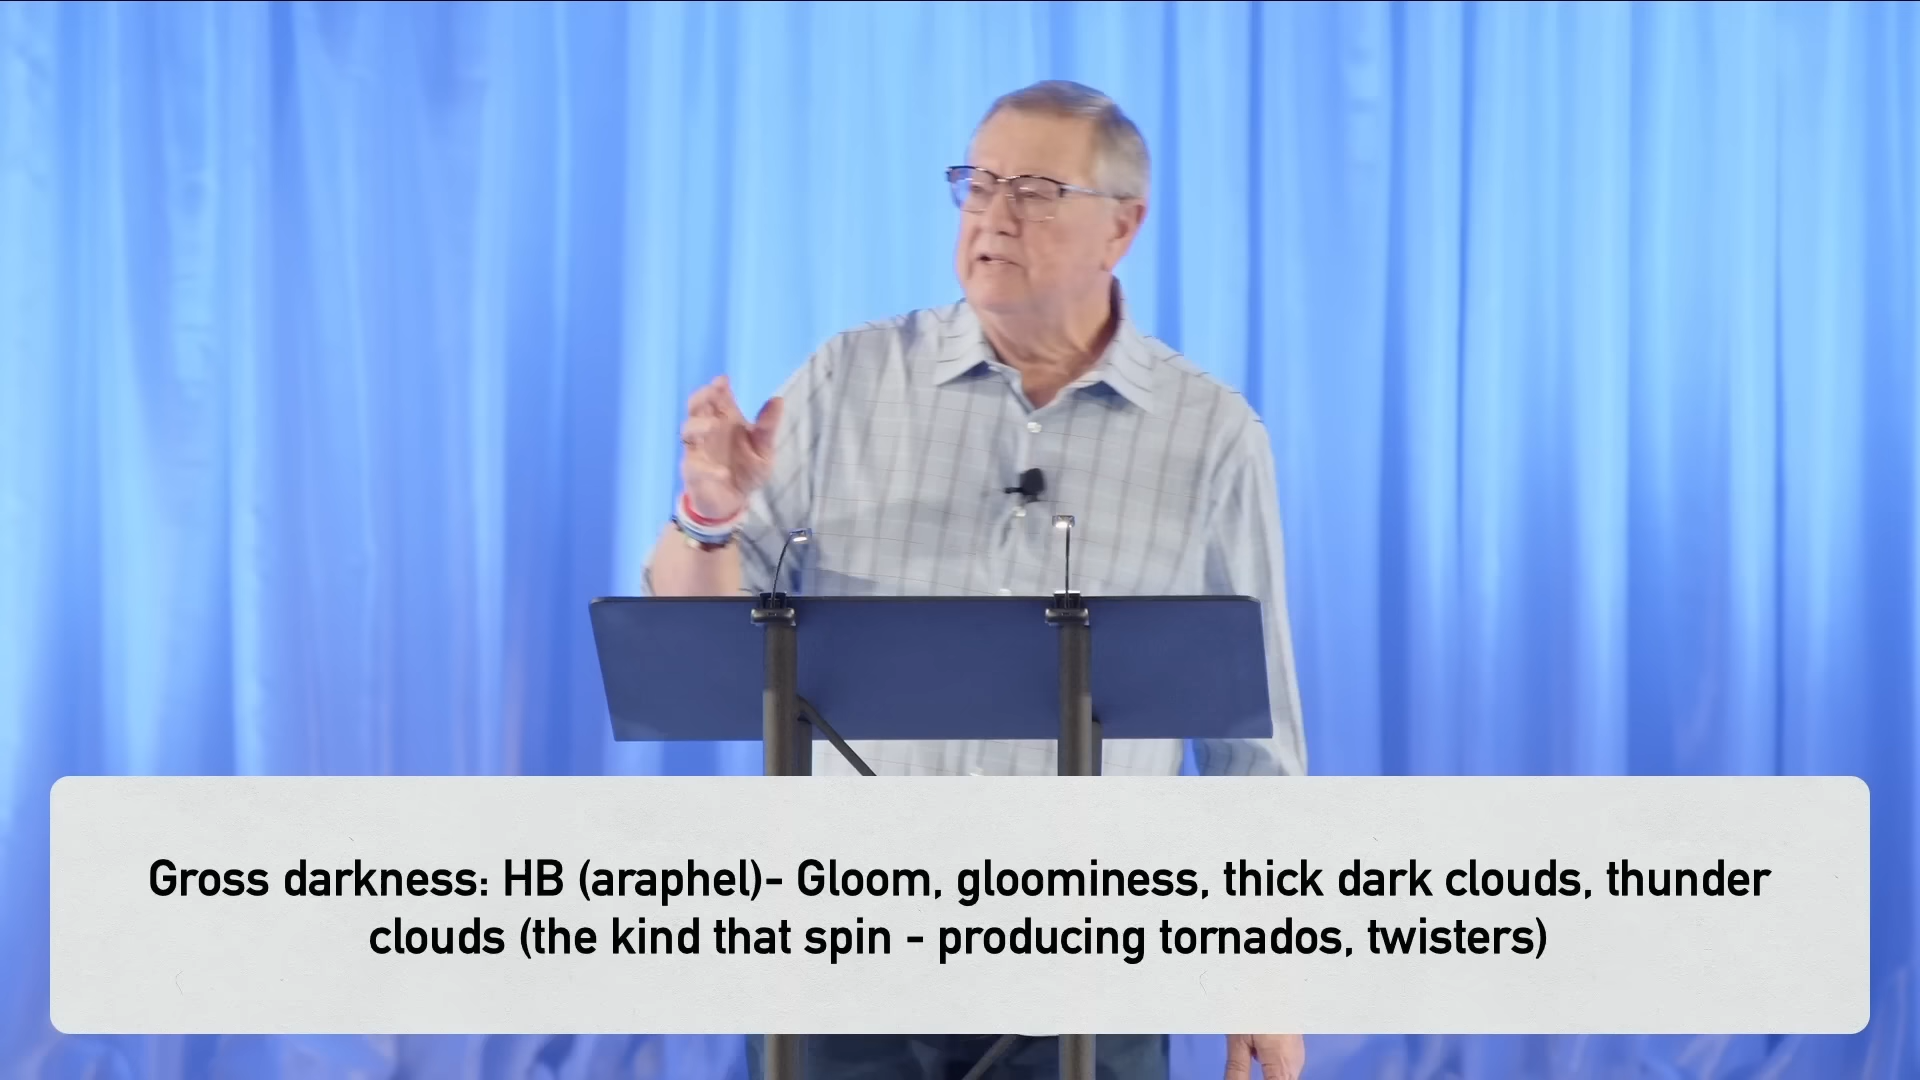 Gross darkness: HB (araphel)- Gloom, gloominess, thick dark clouds, thunder
clouds (the kind that spin - producing tornados, twisters)